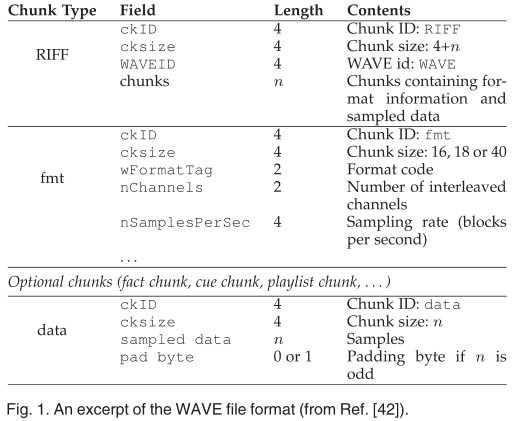 Chunk Type Field Length Contents
RIFF
ckID 4 Chunk ID: RIFF
cksize 4 Chunk size: 4+n
WAVEID 4 WAVE id: WAVE
chunks n Chunks containing for-
mat information and
sampled data
fmt
ckID 4 Chunk ID: fmt
cksize 4 Chunk size: 16, 18 or 40
wFormatTag 2 Format code
nChannels 2 Number of interleaved
channels
nSamplesPerSec 4 Sampling rate (blocks
per second)
...
Optional chunks (fact chunk, cue chunk, playlist chunk, ...)
data
ckID 4 Chunk ID: data
cksize 4 Chunk size: n
sampled data n Samples
pad byte 0 or 1 Padding byte if n is
odd
Fig. 1. An excerpt of the WAVE file format (from Ref. [42]).